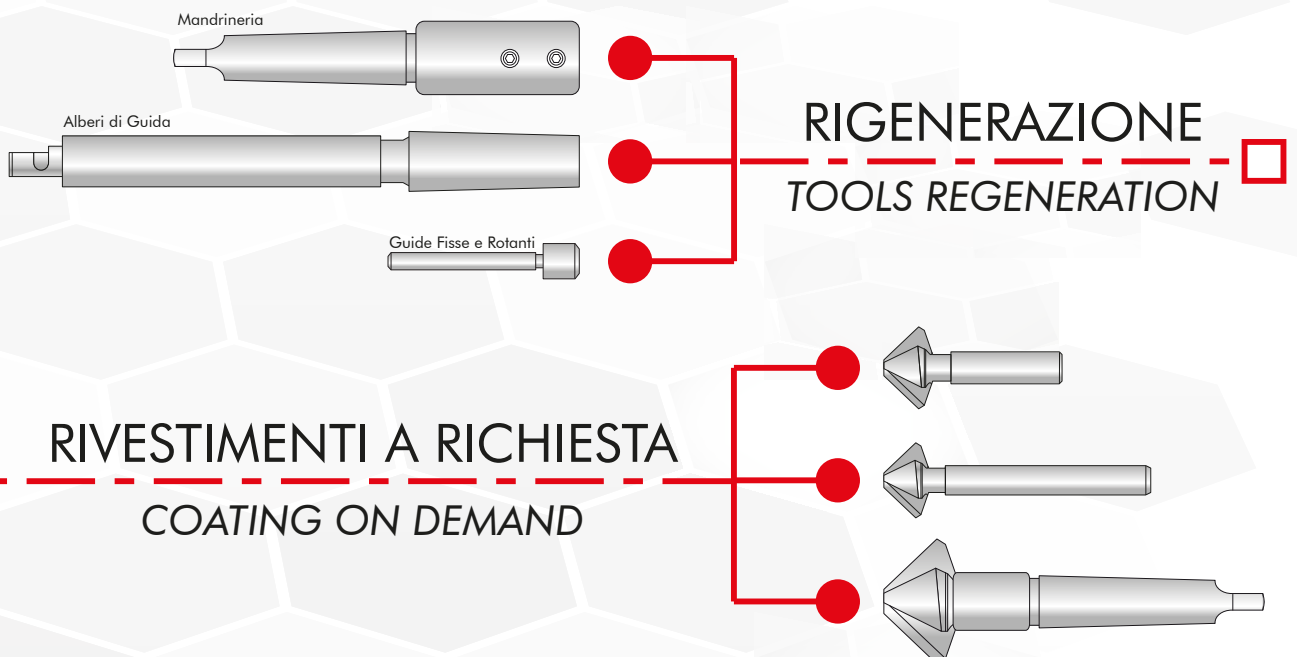 Mandrineria
Alberi di Guida
Guide Fisse e Rotanti
RIGENERAZIONE
TOOLS REGENERATION
RIVESTIMENTI A RICHIESTA
COATING ON DEMAND